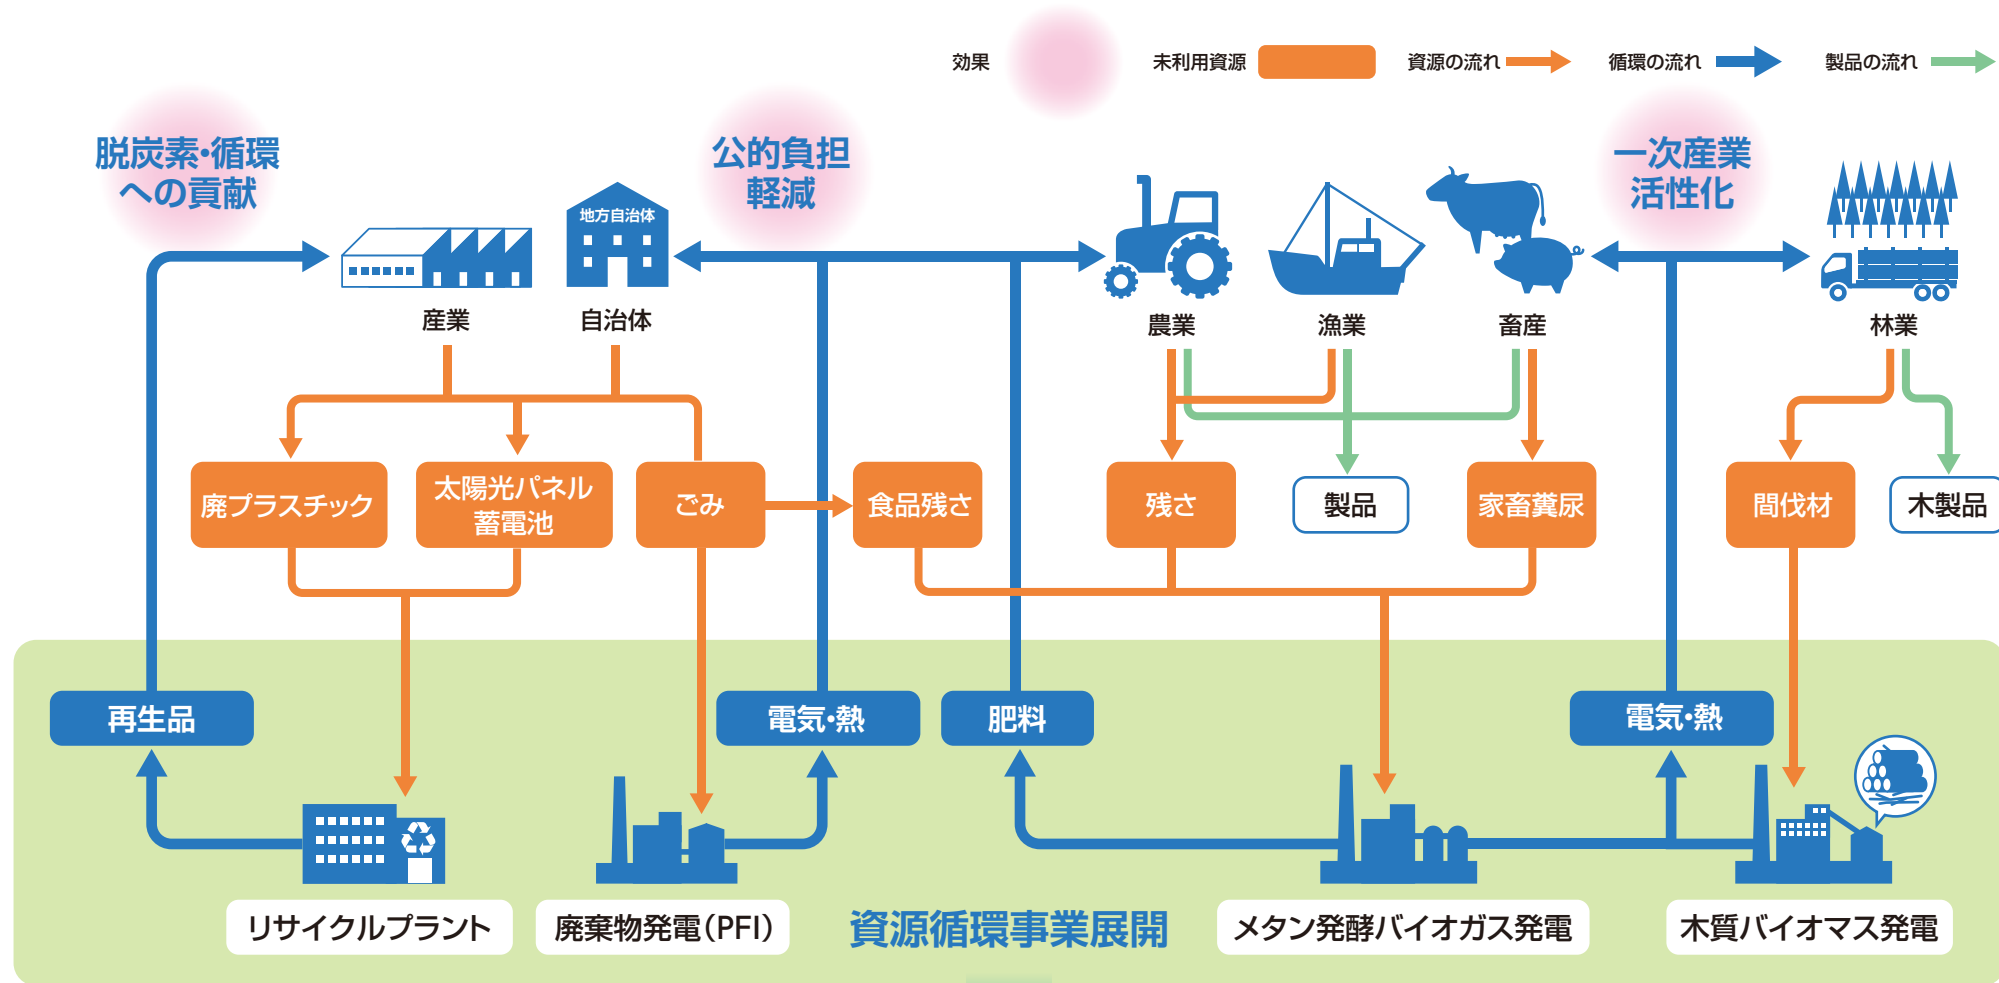 効果
未利用資源
資源の流れ
循環の流れ
製品の流れ
脱炭素・循環
への貢献
公的負担
軽減
一次産業
活性化
地方自治体
産業
自治体
農業
漁業
畜産
林業
廃プラスチック
太陽光パネル
蓄電池
ごみ
食品残さ
残さ
製品
家畜糞尿
間伐材
木製品
再生品
電気・熱
肥料
電気・熱
リサイクルプラント
廃棄物発電（PFI）
資源循環事業展開
メタン発酵バイオガス発電
木質バイオマス発電